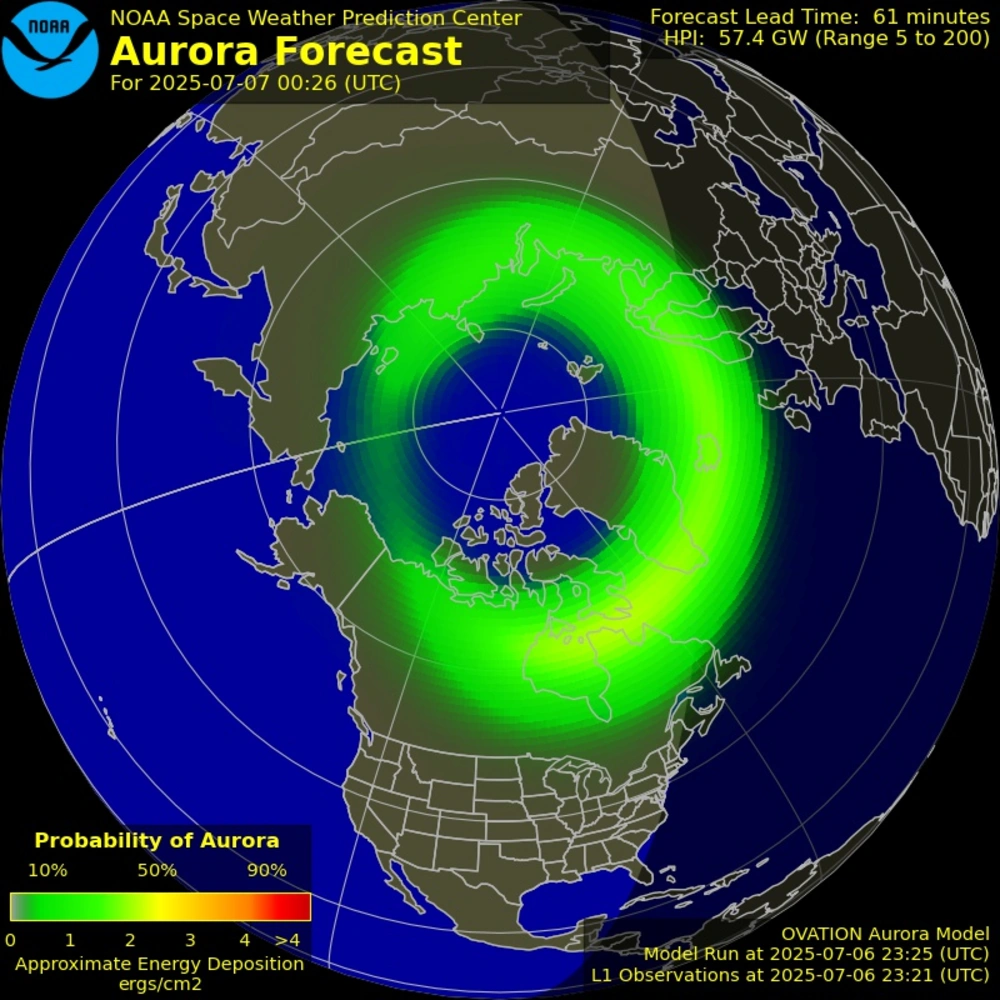 NOAA
NOAA Space Weather Prediction Center
Aurora Forecast
For 2025-07-07 00:26 (UTC)
Forecast Lead Time: 61 minutes
HPI: 57.4 GW (Range 5 to 200)
Probability of Aurora
10% 50% 90%
0 1 2 3 4 >4
Approximate Energy Deposition
ergs/cm2
OVATION Aurora Model
Model Run at 2025-07-06 23:25 (UTC)
L1 Observations at 2025-07-06 23:21 (UTC)